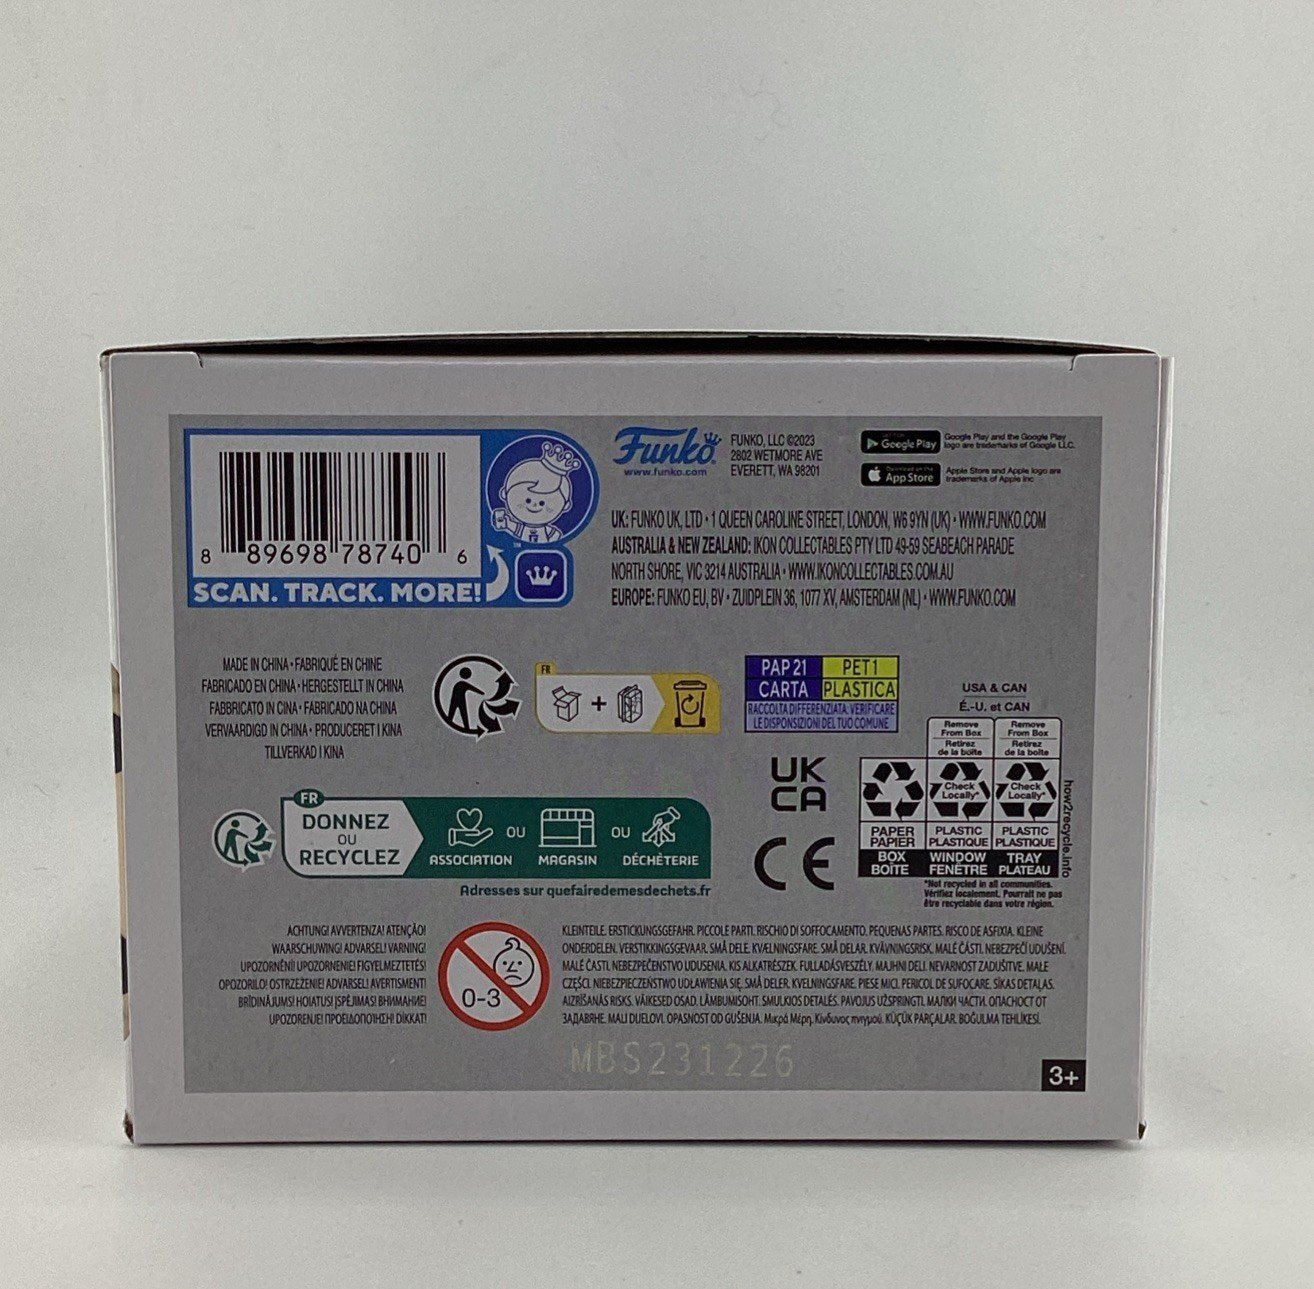 8 89698 78740 6
SCAN. TRACK. MORE!
Funko
www.funko.com
FUNKO, LLC ©2023
2802 WETMORE AVE
EVERETT, WA 98201
Google Play
Google Play and the Google Play
logo are trademarks of Google LLC.
Download on the
App Store
Apple Store and Apple logo are
trademarks of Apple Inc
UK: FUNKO UK, LTD • 1 QUEEN CAROLINE STREET, LONDON, W6 9YN (UK) • WWW.FUNKO.COM
AUSTRALIA & NEW ZEALAND: IKON COLLECTABLES PTY LTD 49-59 SEABEACH PARADE
NORTH SHORE, VIC 3214 AUSTRALIA • WWW.IKONCOLLECTABLES.COM.AU
EUROPE: FUNKO EU, BV • ZUIDPLEIN 36, 1077 XV, AMSTERDAM (NL) • WWW.FUNKO.COM
MADE IN CHINA • FABRIQUÉ EN CHINE
FABRICADO EN CHINA • HERGESTELLT IN CHINA
FABBRICATO IN CINA • FABRICADO NA CHINA
VERVAARDIGD IN CHINA • PRODUCERET I KINA
TILLVERKAD I KINA
FR
+
PAP 21 PET 1
CARTA PLASTICA
RACCOLTA DIFFERENZIATA. VERIFICARE
LE DISPOSIZIONI DEL TUO COMUNE
USA & CAN
É.-U. et CAN
Remove
From Box
Retirez
de la boîte
Remove
From Box
Retirez
de la boîte
Check
Locally*
Check
Locally*
PAPER
PAPIER
PLASTIC
PLASTIQUE
PLASTIC
PLASTIQUE
BOX
BOÎTE
WINDOW
FENÊTRE
TRAY
PLATEAU
how2recycle.info
*Not recycled in all communities.
Vérifiez localement. Pourrait ne pas
être recyclable dans votre région.
UK
CA
CE
FR
DONNEZ
OU
RECYCLEZ
ASSOCIATION OU MAGASIN OU DÉCHÈTERIE
Adresses sur quefairedemesdechets.fr
ACHTUNG! AVVERTENZA! ATENÇÃO!
WAARSCHUWING! ADVARSEL! VARNING!
UPOZORNĚNÍ! UPOZORNENIE! FIGYELMEZTETÉS!
OPOZORILO! OSTRZEŻENIE! ADVARSEL! AVERTISMENT!
BRĪDINĀJUMS! HOIATUS! ĮSPĖJIMAS! ВНИМАНИЕ!
UPOZORENJE! ΠΡΟΕΙΔΟΠΟΙΗΣΗ! DİKKAT!
0-3
KLEINTEILE. ERSTICKUNGSGEFAHR. PICCOLE PARTI. RISCHIO DI SOFFOCAMENTO. PEQUENAS PARTES. RISCO DE ASFIXIA. KLEINE
ONDERDELEN. VERSTIKKINGSGEVAAR. SMÅ DELE. KVÆLNINGSFARE. SMÅ DELAR. KVÄVNINGSRISK. MALÉ ČÁSTI. NEBEZPEČÍ UDUŠENÍ.
MALÉ ČASTI. NEBEZPEČENSTVO UDUSENIA. KIS ALKATRÉSZEK. FULLADÁSVESZÉLY. MAJHNI DELI. NEVARNOST ZADUŠITVE. MAŁE
CZĘŚCI. NIEBEZPIECZEŃSTWO UDŁAWIENIA SIĘ. SMÅ DELER. KVELNINGSFARE. PIESE MICI. PERICOL DE SUFOCARE. SĪKAS DETAĻAS.
AIZRĪŠANĀS RISKS. VÄIKESED OSAD. LÄMBUMISOHT. SMULKIOS DETALĖS. PAVOJUS UŽSPRINGTI. МАЛКИ ЧАСТИ. ОПАСНОСТ ОТ
ЗАДАВЯНЕ. MALI DIJELOVI. OPASNOST OD GUŠENJA. Μικρά Μέρη. Κίνδυνος πνιγμού. KÜÇÜK PARÇALAR. BOĞULMA TEHLİKESİ.
MBS231226
3+